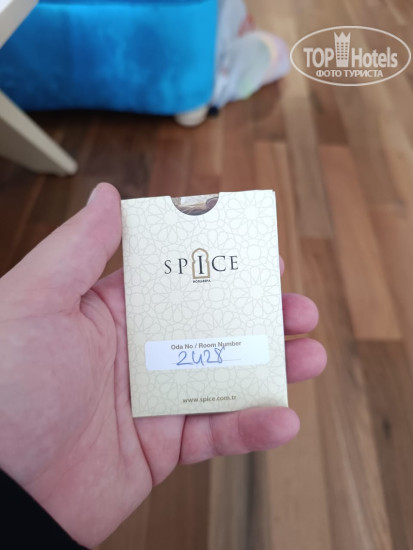 TOP Hotels
ФОТО ТУРИСТА
SPICE
Oda No / Room Number
2428
www.spice.com.tr